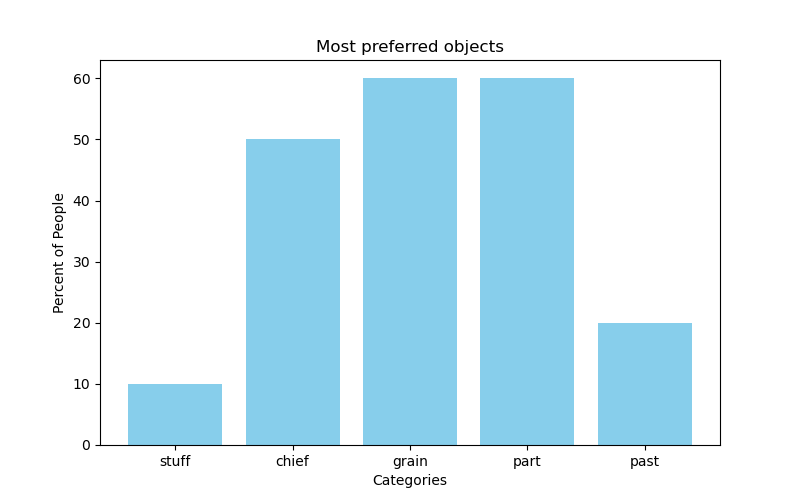 Most preferred objects
Percent of People
60
50
40
30
20
10
0
stuff chief grain part past
Categories